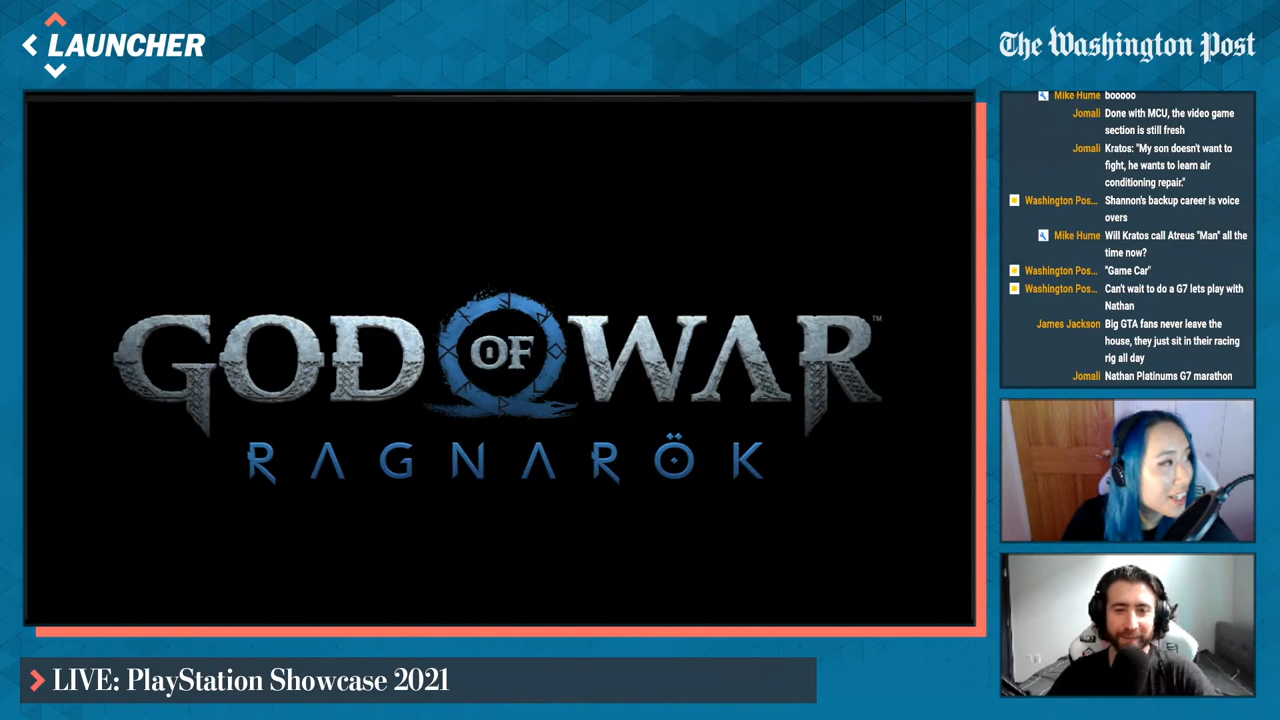 LAUNCHER
The Washington Post
GOD OF WAR™
RAGNARÖK
Mike Hume booooo
Jomali Done with MCU, the video game
section is still fresh
Jomali Kratos: "My son doesn't want to
fight, he wants to learn air
conditioning repair."
Washington Pos... Shannon's backup career is voice
overs
Mike Hume Will Kratos call Atreus "Man" all the
time now?
Washington Pos... "Game Car"
Washington Pos... Can't wait to do a G7 lets play with
Nathan
James Jackson Big GTA fans never leave the
house, they just sit in their racing
rig all day
Jomali Nathan Platinums G7 marathon
LIVE: PlayStation Showcase 2021